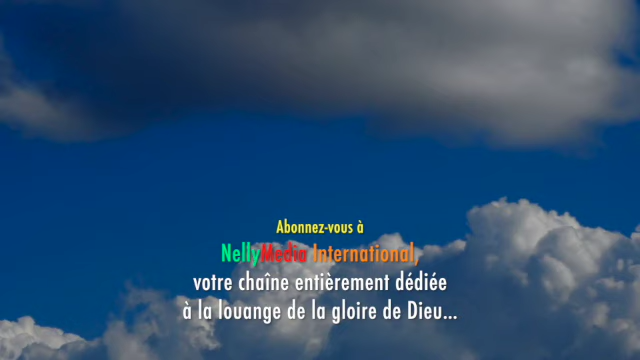 Abonnez-vous à
NellyMedia International,
votre chaîne entièrement dédiée
à la louange de la gloire de Dieu...